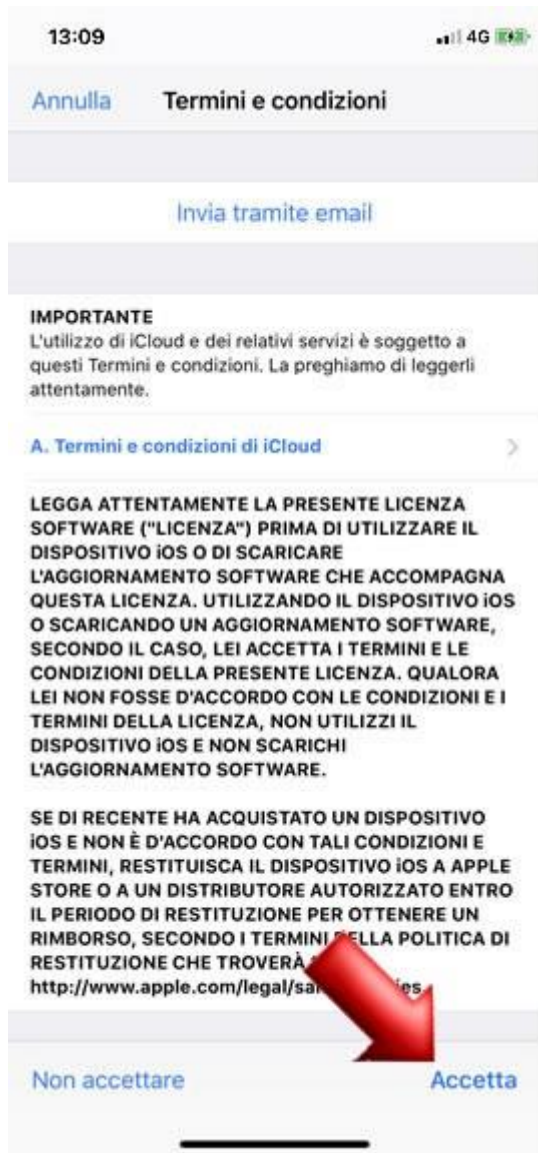 13:09 4G
Annulla Termini e condizioni
Invia tramite email
IMPORTANTE
L'utilizzo di iCloud e dei relativi servizi è soggetto a
questi Termini e condizioni. La preghiamo di leggerli
attentamente.
A. Termini e condizioni di iCloud
LEGGA ATTENTAMENTE LA PRESENTE LICENZA
SOFTWARE ("LICENZA") PRIMA DI UTILIZZARE IL
DISPOSITIVO iOS O DI SCARICARE
L'AGGIORNAMENTO SOFTWARE CHE ACCOMPAGNA
QUESTA LICENZA. UTILIZZANDO IL DISPOSITIVO iOS
O SCARICANDO UN AGGIORNAMENTO SOFTWARE,
SECONDO IL CASO, LEI ACCETTA I TERMINI E LE
CONDIZIONI DELLA PRESENTE LICENZA. QUALORA
LEI NON FOSSE D'ACCORDO CON LE CONDIZIONI E I
TERMINI DELLA LICENZA, NON UTILIZZI IL
DISPOSITIVO iOS E NON SCARICHI
L'AGGIORNAMENTO SOFTWARE.
SE DI RECENTE HA ACQUISTATO UN DISPOSITIVO
iOS E NON È D'ACCORDO CON TALI CONDIZIONI E
TERMINI, RESTITUISCA IL DISPOSITIVO iOS A APPLE
STORE O A UN DISTRIBUTORE AUTORIZZATO ENTRO
IL PERIODO DI RESTITUZIONE PER OTTENERE UN
RIMBORSO, SECONDO I TERMINI DELLA POLITICA DI
RESTITUZIONE CHE TROVERÀ
http://www.apple.com/legal/
Non accettare Accetta